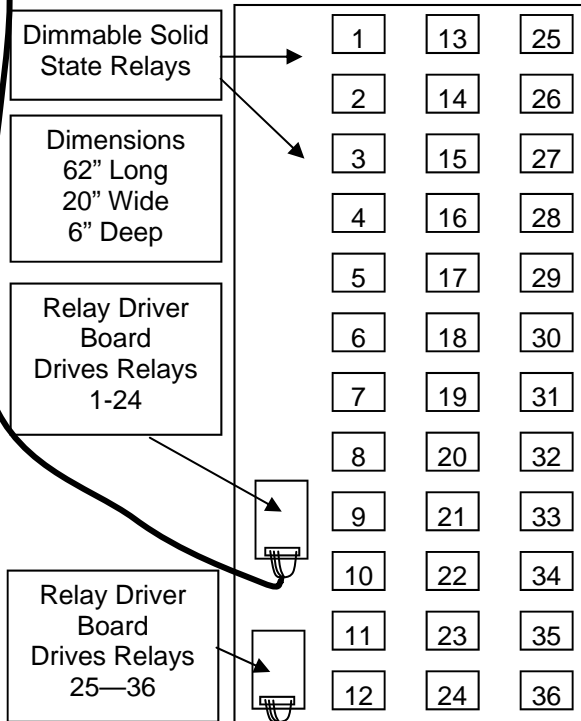 Dimmable Solid
State Relays
Dimensions
62” Long
20” Wide
6” Deep
Relay Driver
Board
Drives Relays
1-24
Relay Driver
Board
Drives Relays
25—36
1 13 25
2 14 26
3 15 27
4 16 28
5 17 29
6 18 30
7 19 31
8 20 32
9 21 33
10 22 34
11 23 35
12 24 36